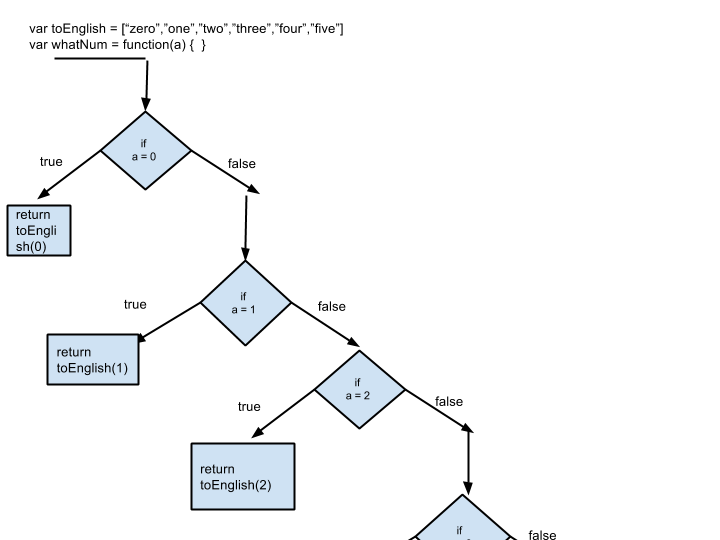 var toEnglish = [“zero”,”one”,”two”,”three”,”four”,”five”]
var whatNum = function(a) {  }
if
a = 0
true
false
return
toEngli
sh(0)
if
a = 1
true
false
return
toEnglish(1)
if
a = 2
true
false
return
toEnglish(2)
if
false